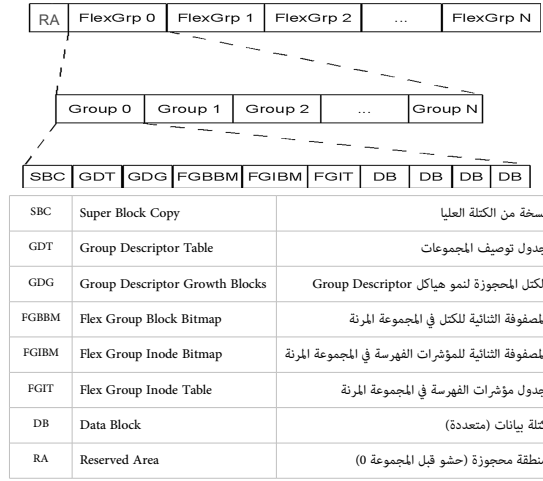 RA FlexGrp 0 FlexGrp 1 FlexGrp 2 ... FlexGrp N
Group 0 Group 1 Group 2 ... Group N
SBC GDT GDG FGBBM FGIBM FGIT DB DB DB DB
SBC Super Block Copy نسخة من الكتلة العليا
GDT Group Descriptor Table جدول توصيف المجموعات
GDG Group Descriptor Growth Blocks الكتل المحجوزة لنمو هياكل Group Descriptor
FGBBM Flex Group Block Bitmap المصفوفة الثنائية للكتل في المجموعة المرنة
FGIBM Flex Group Inode Bitmap المصفوفة الثنائية للمؤشرات الفهرسة في المجموعة المرنة
FGIT Flex Group Inode Table جدول مؤشرات الفهرسة في المجموعة المرنة
DB Data Block كتلة بيانات (متعددة)
RA Reserved Area منطقة محجوزة (حشو قبل المجموعة 0)